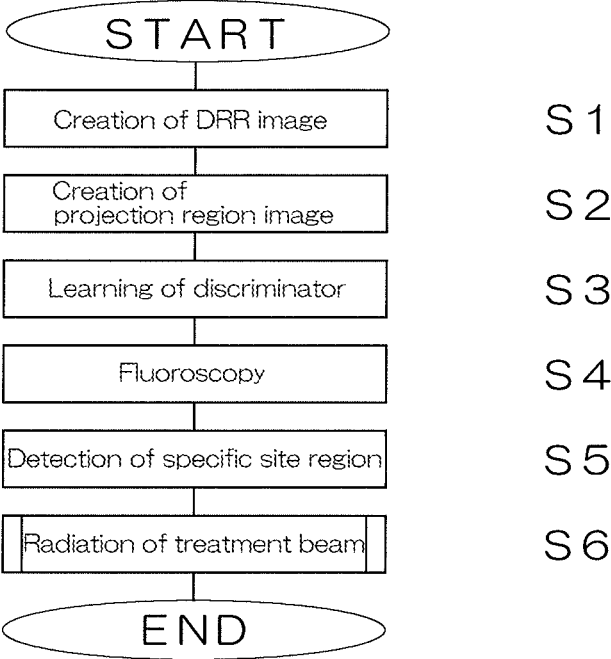 START
Creation of DRR image
S1
Creation of
projection region image
S2
Learning of discriminator
S3
Fluoroscopy
S4
Detection of specific site region
S5
Radiation of treatment beam
S6
END